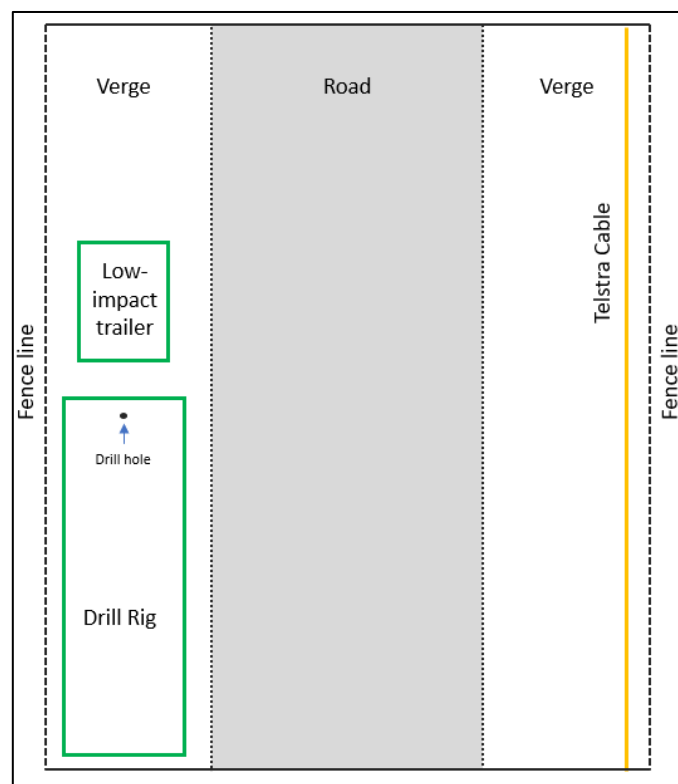 Verge
Road
Verge
Telstra Cable
Low-
impact
trailer
Fence line
Fence line
Drill hole
Drill Rig